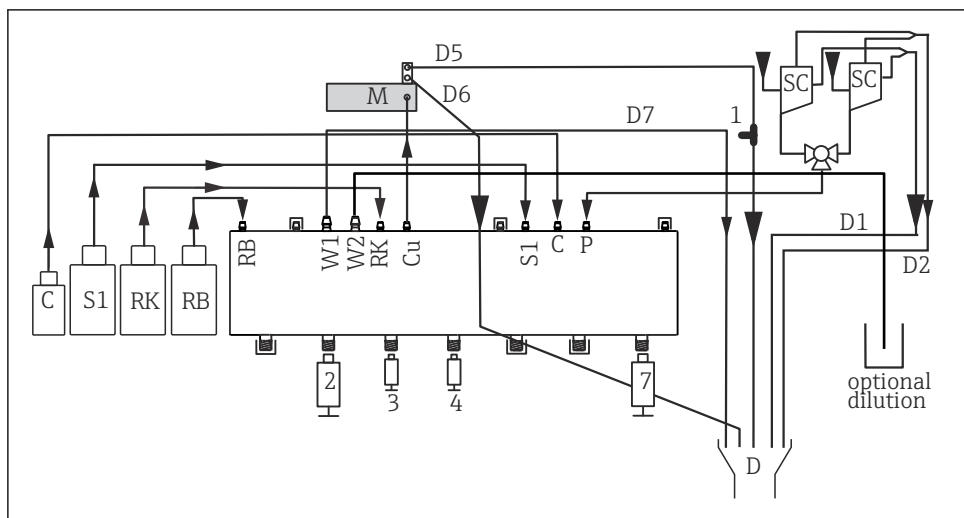 D5
SC
SC
M
D6
D7
1
RB
W1
W2
RK
Cu
S1
C
P
D1
D2
C
S1
RK
RB
2
3
4
7
optional
dilution
D